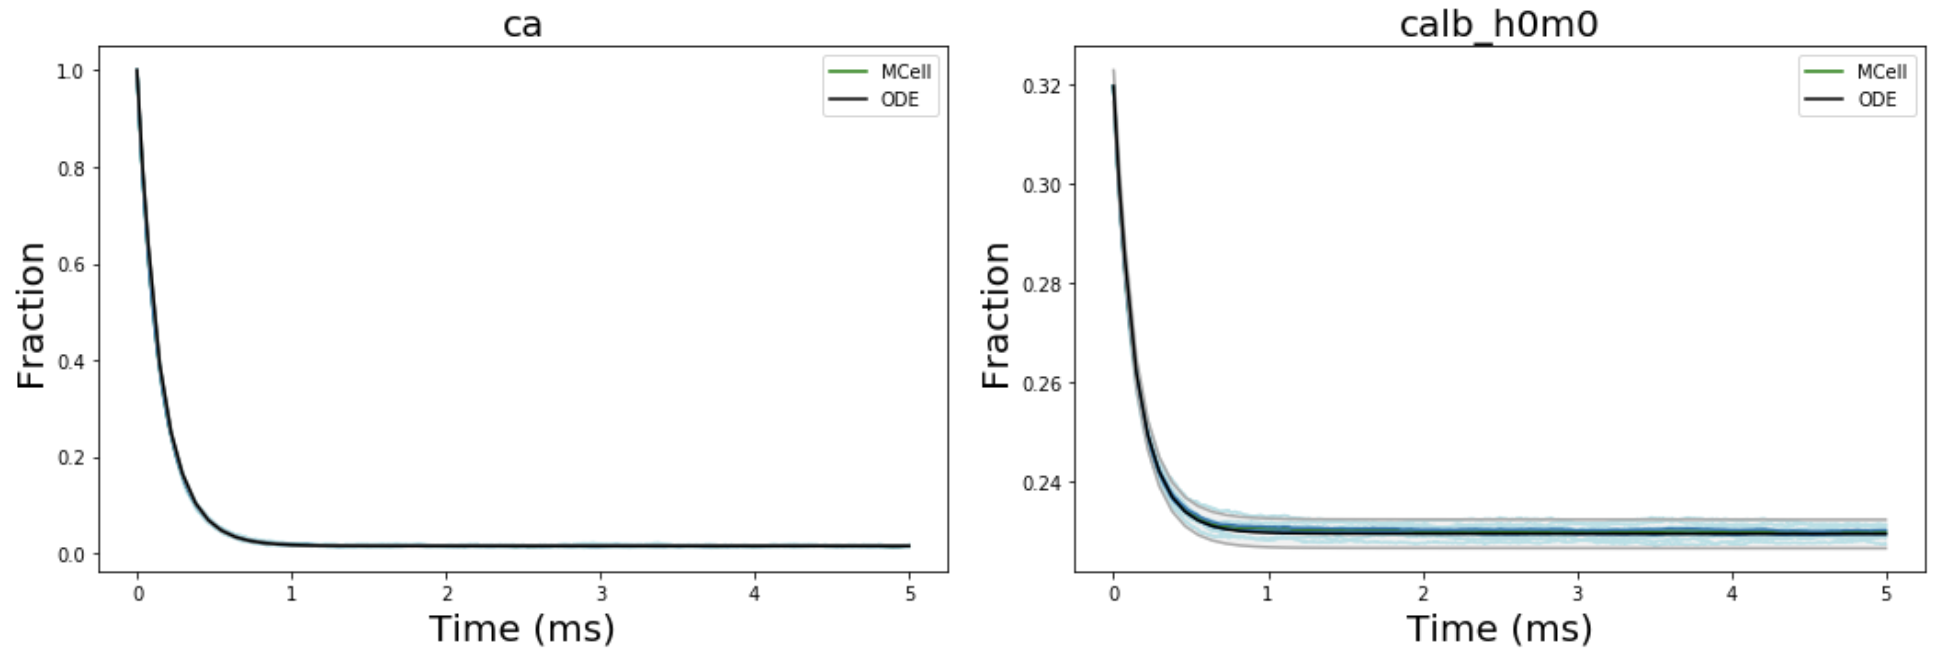 ca
MCell
ODE
1.0
0.8
0.6
0.4
0.2
0.0
Fraction
0 1 2 3 4 5
Time (ms)
calb_h0m0
MCell
ODE
0.32
0.30
0.28
0.26
0.24
Fraction
0 1 2 3 4 5
Time (ms)